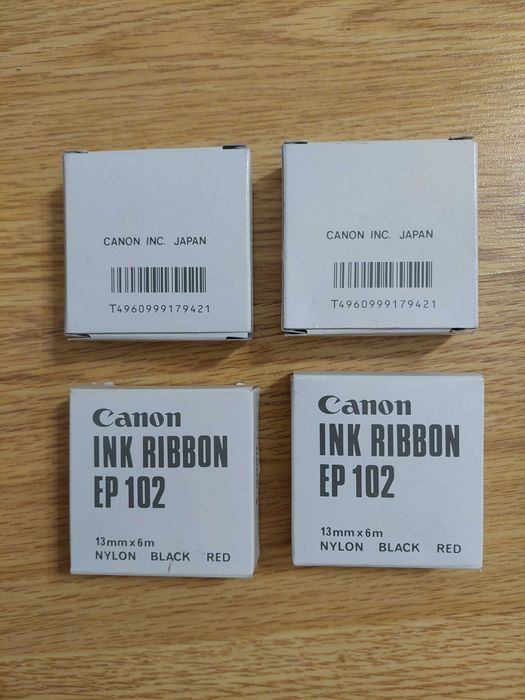 CANON INC. JAPAN
T4960999179421
CANON INC. JAPAN
T4960999179421
Canon
INK RIBBON
EP 102
13mm x 6m
NYLON BLACK RED
Canon
INK RIBBON
EP 102
13mm x 6m
NYLON BLACK RED